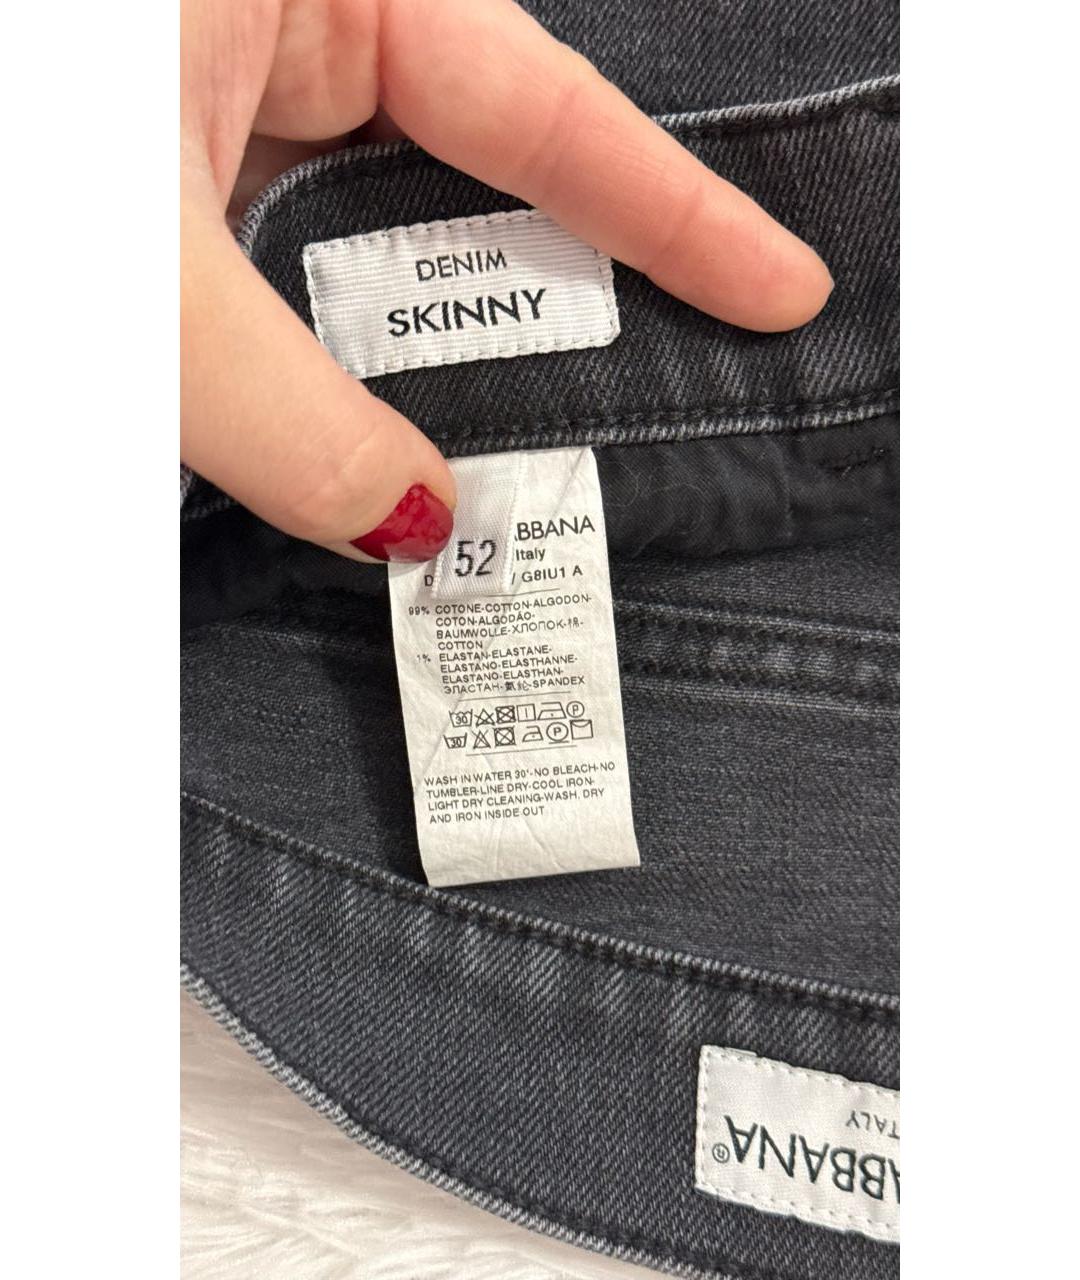 DENIM
SKINNY
52
BBANA
Italy
D
/ G8IU1 A
99% COTONE-COTTON-ALGODON-
COTON-ALGODÃO-
BAUMWOLLE-ХЛОПОК-棉-
COTTON
1% ELASTAN-ELASTANE-
ELASTANO-ELASTHANNE-
ELASTANO-ELASTHAN-
ЭЛАСТАН-氨纶-SPANDEX
30 P
30 P
WASH IN WATER 30°-NO BLEACH-NO
TUMBLER-LINE DRY-COOL IRON-
LIGHT DRY CLEANING-WASH, DRY
AND IRON INSIDE OUT
ABBANA®
ITALY